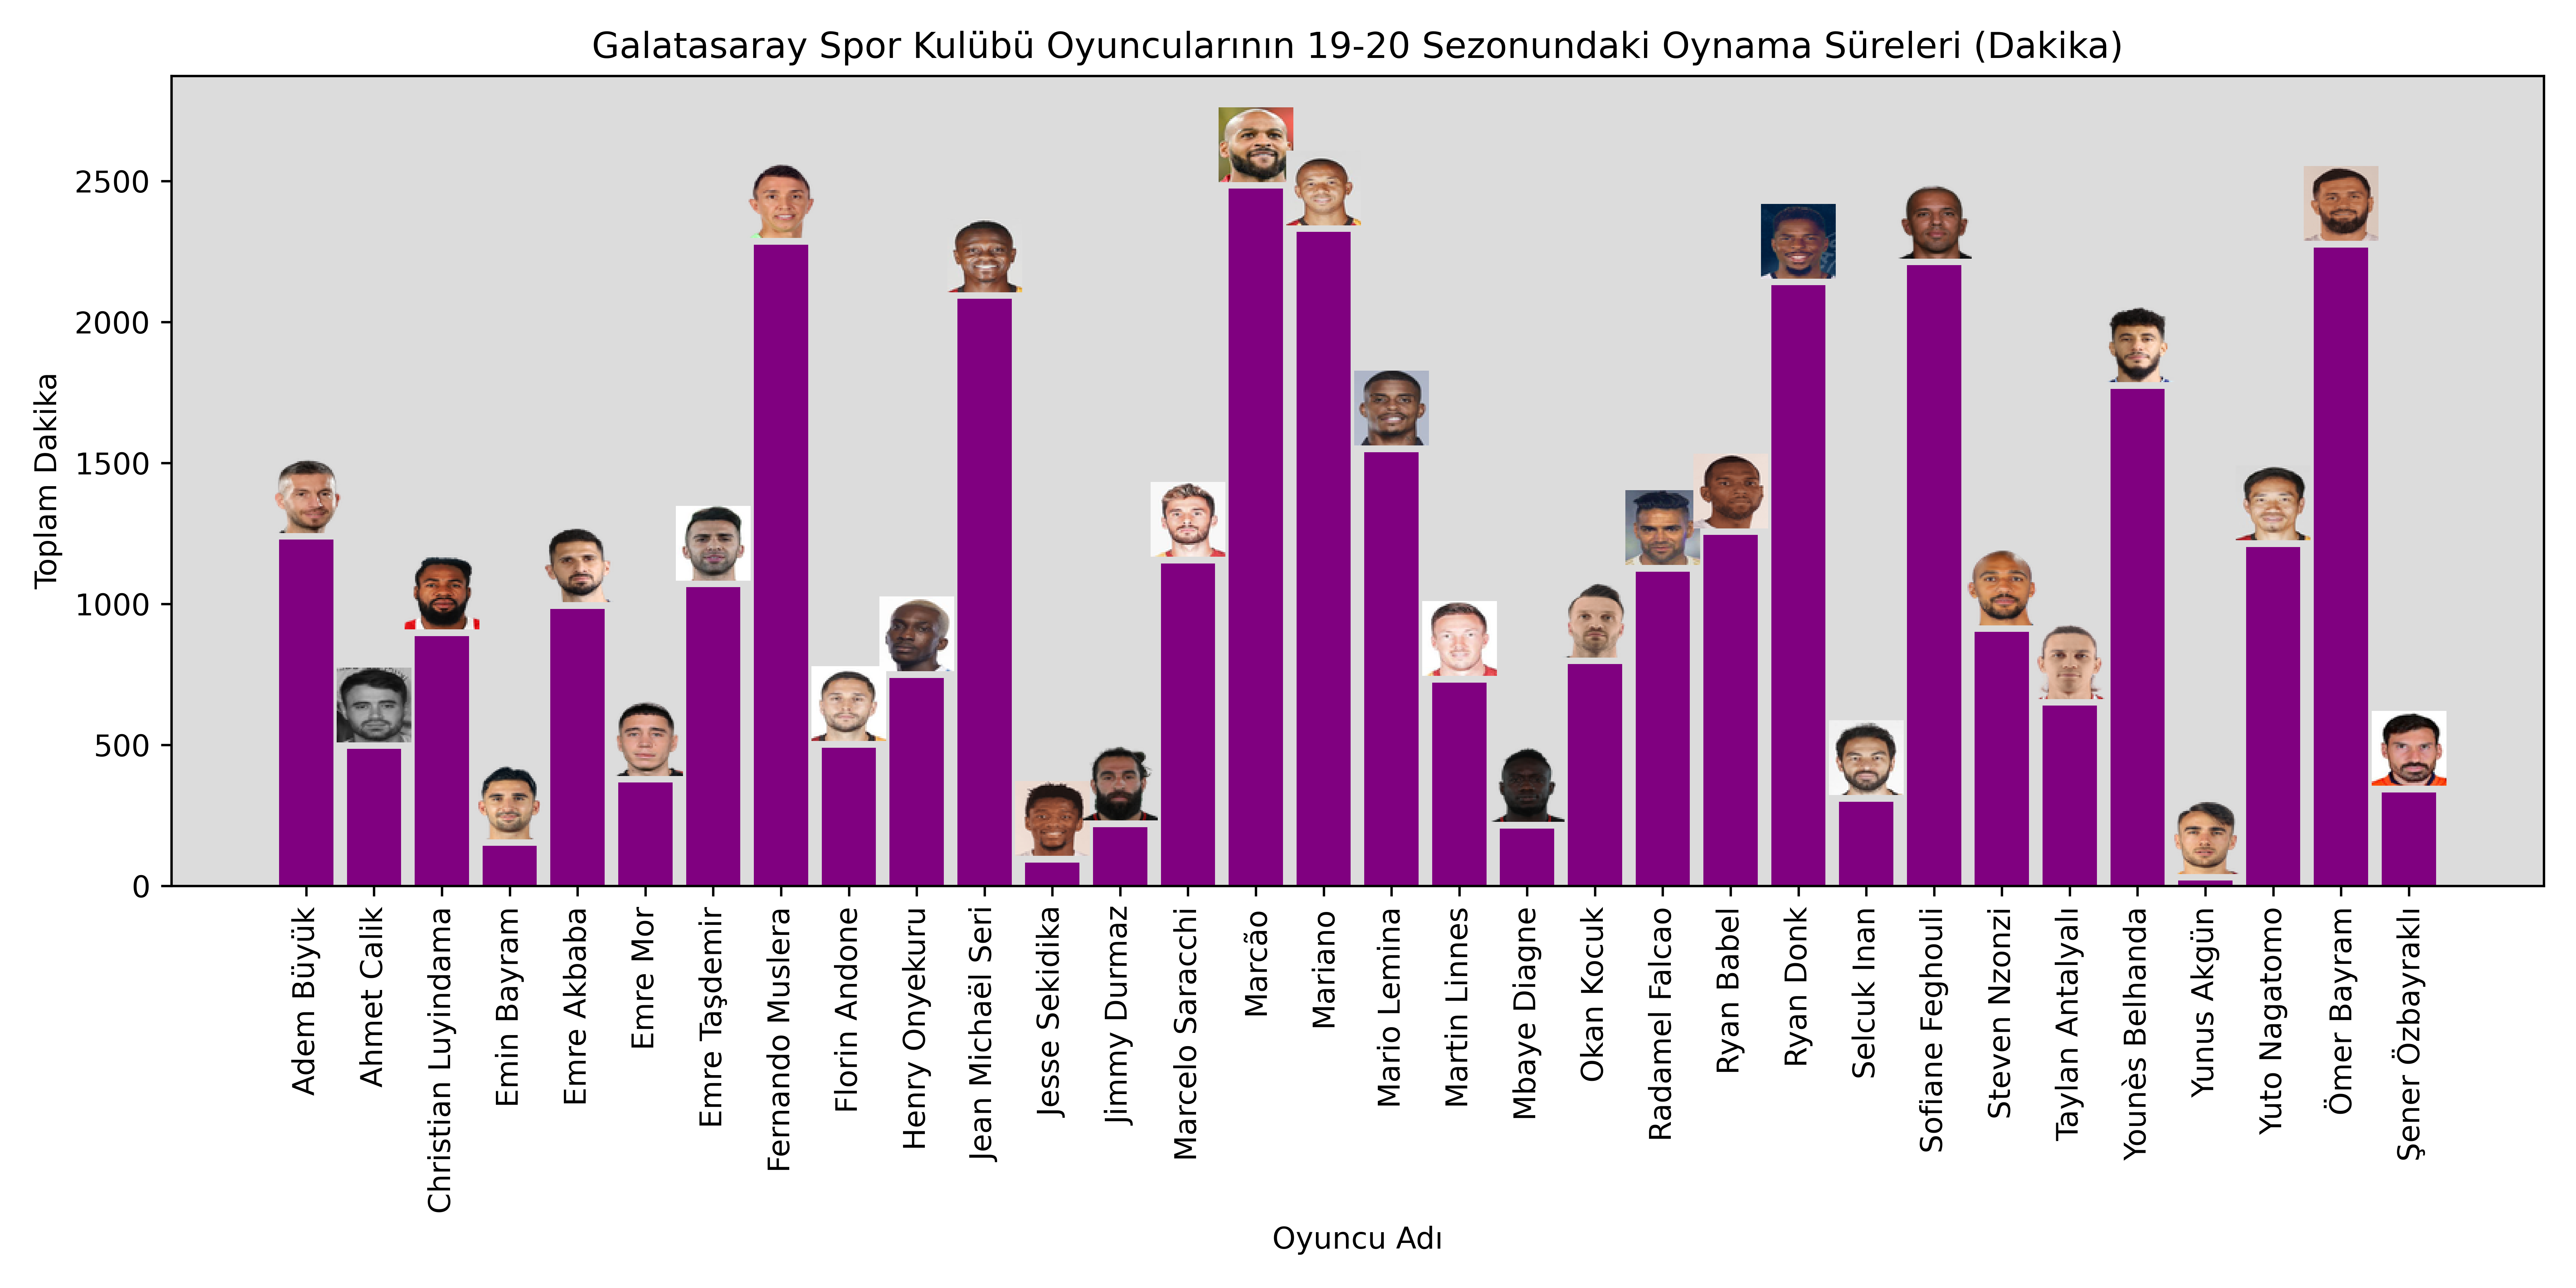 Galatasaray Spor Kulübü Oyuncularının 19-20 Sezonundaki Oynama Süreleri (Dakika)
Toplam Dakika
2500
2000
1500
1000
500
0
Adem Büyük
Ahmet Calik
Christian Luyindama
Emin Bayram
Emre Akbaba
Emre Mor
Emre Taşdemir
Fernando Muslera
Florin Andone
Henry Onyekuru
Jean Michaël Seri
Jesse Sekidika
Jimmy Durmaz
Marcelo Saracchi
Marcão
Mariano
Mario Lemina
Martin Linnes
Mbaye Diagne
Okan Kocuk
Radamel Falcao
Ryan Babel
Ryan Donk
Selcuk Inan
Sofiane Feghouli
Steven Nzonzi
Taylan Antalyalı
Younès Belhanda
Yunus Akgün
Yuto Nagatomo
Ömer Bayram
Şener Özbayraklı
Oyuncu Adı